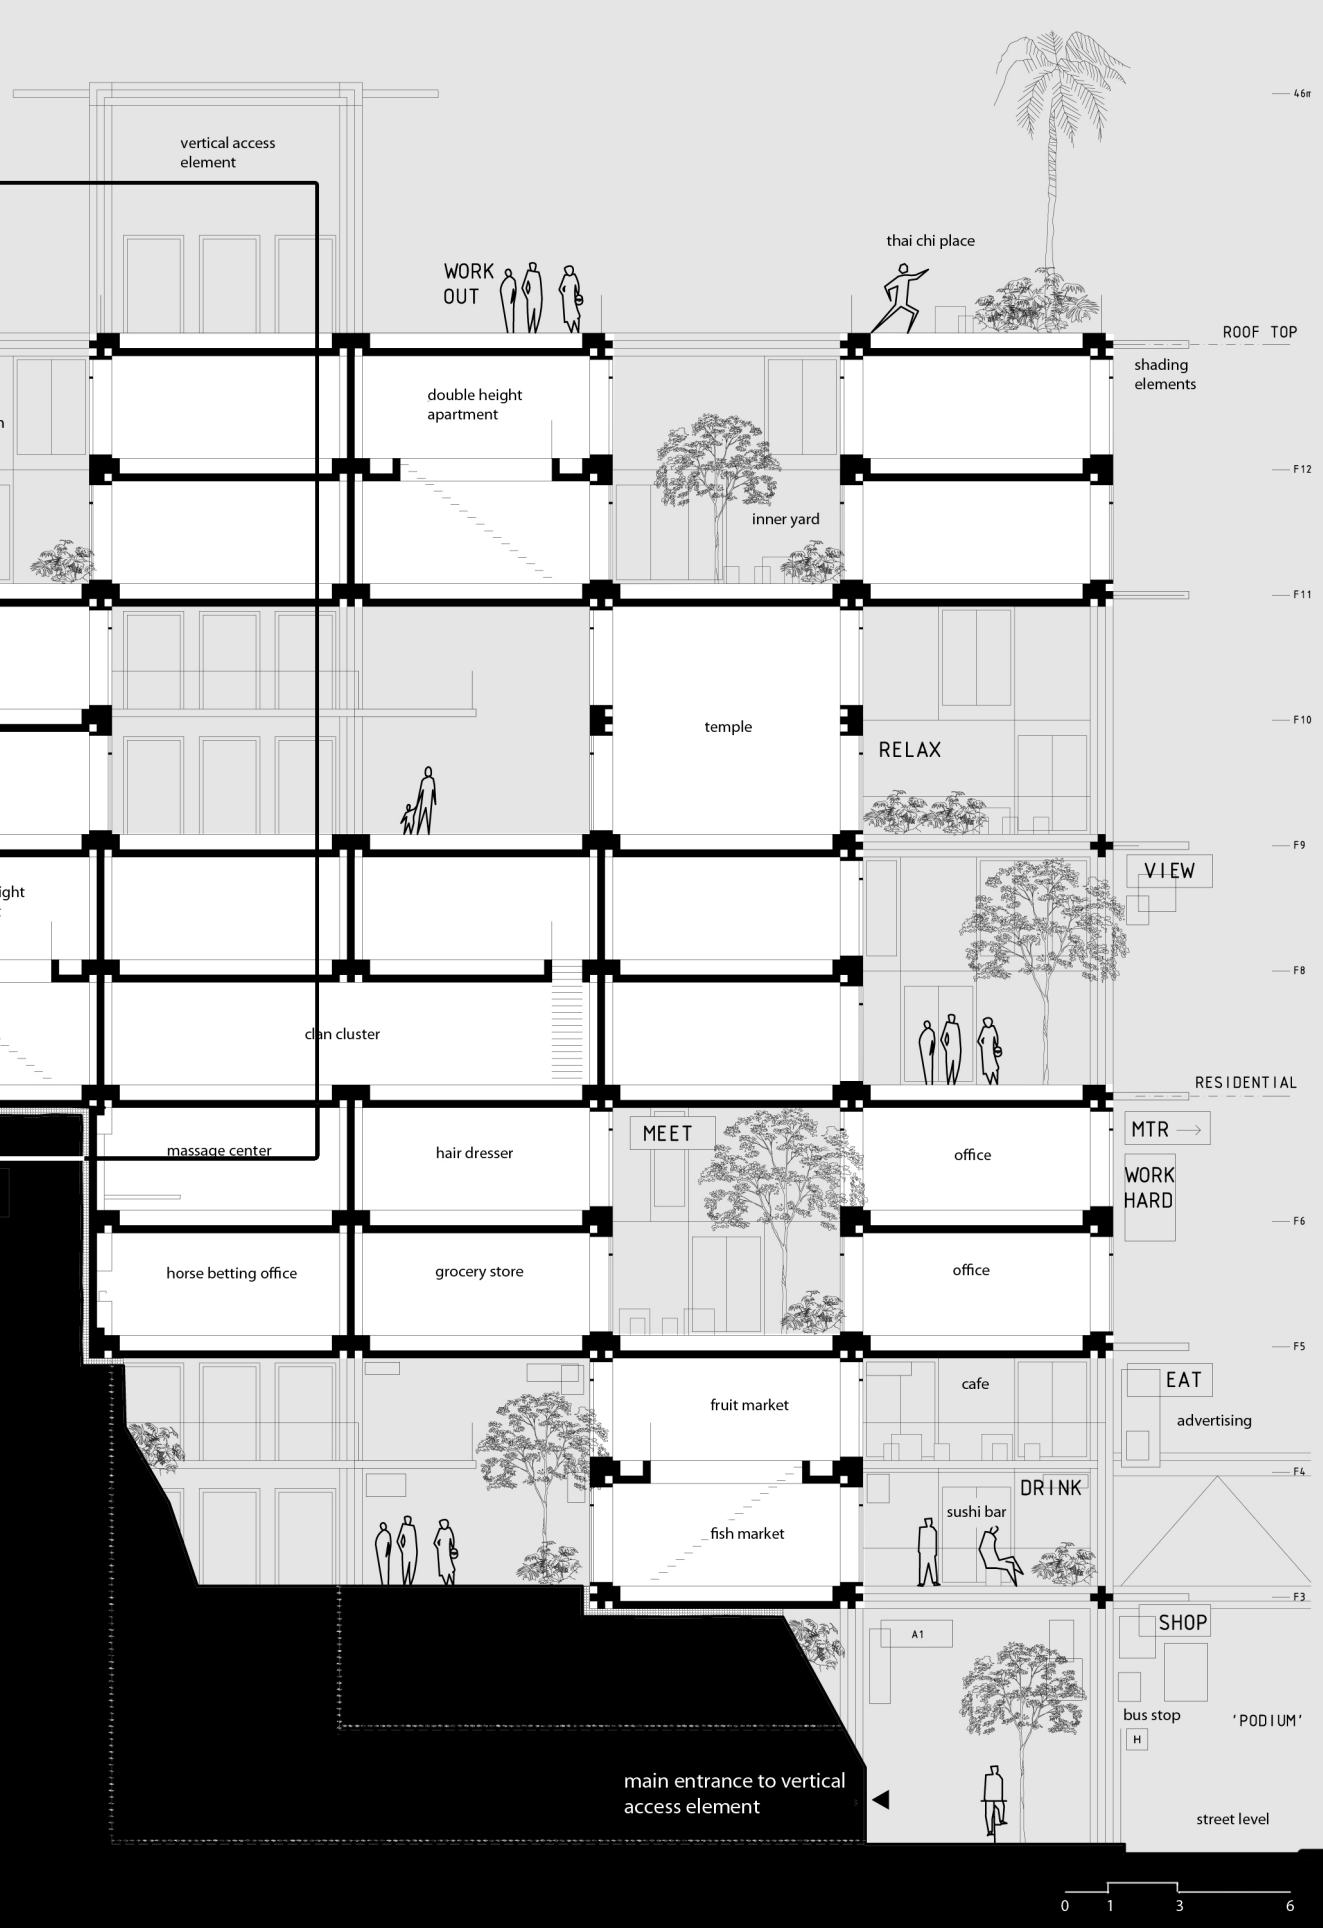 46m
vertical access
element
thai chi place
WORK
OUT
ROOF TOP
shading
elements
double height
apartment
F12
inner yard
F11
F10
temple
RELAX
F9
VIEW
ight
F8
clan cluster
RESIDENTIAL
MEET
MTR
massage center
hair dresser
office
WORK
HARD
F6
horse betting office
grocery store
office
F5
cafe
EAT
fruit market
advertising
F4
DRINK
sushi bar
fish market
F3
A1
SHOP
bus stop
'PODIUM'
H
main entrance to vertical
access element
street level
0 1 3 6